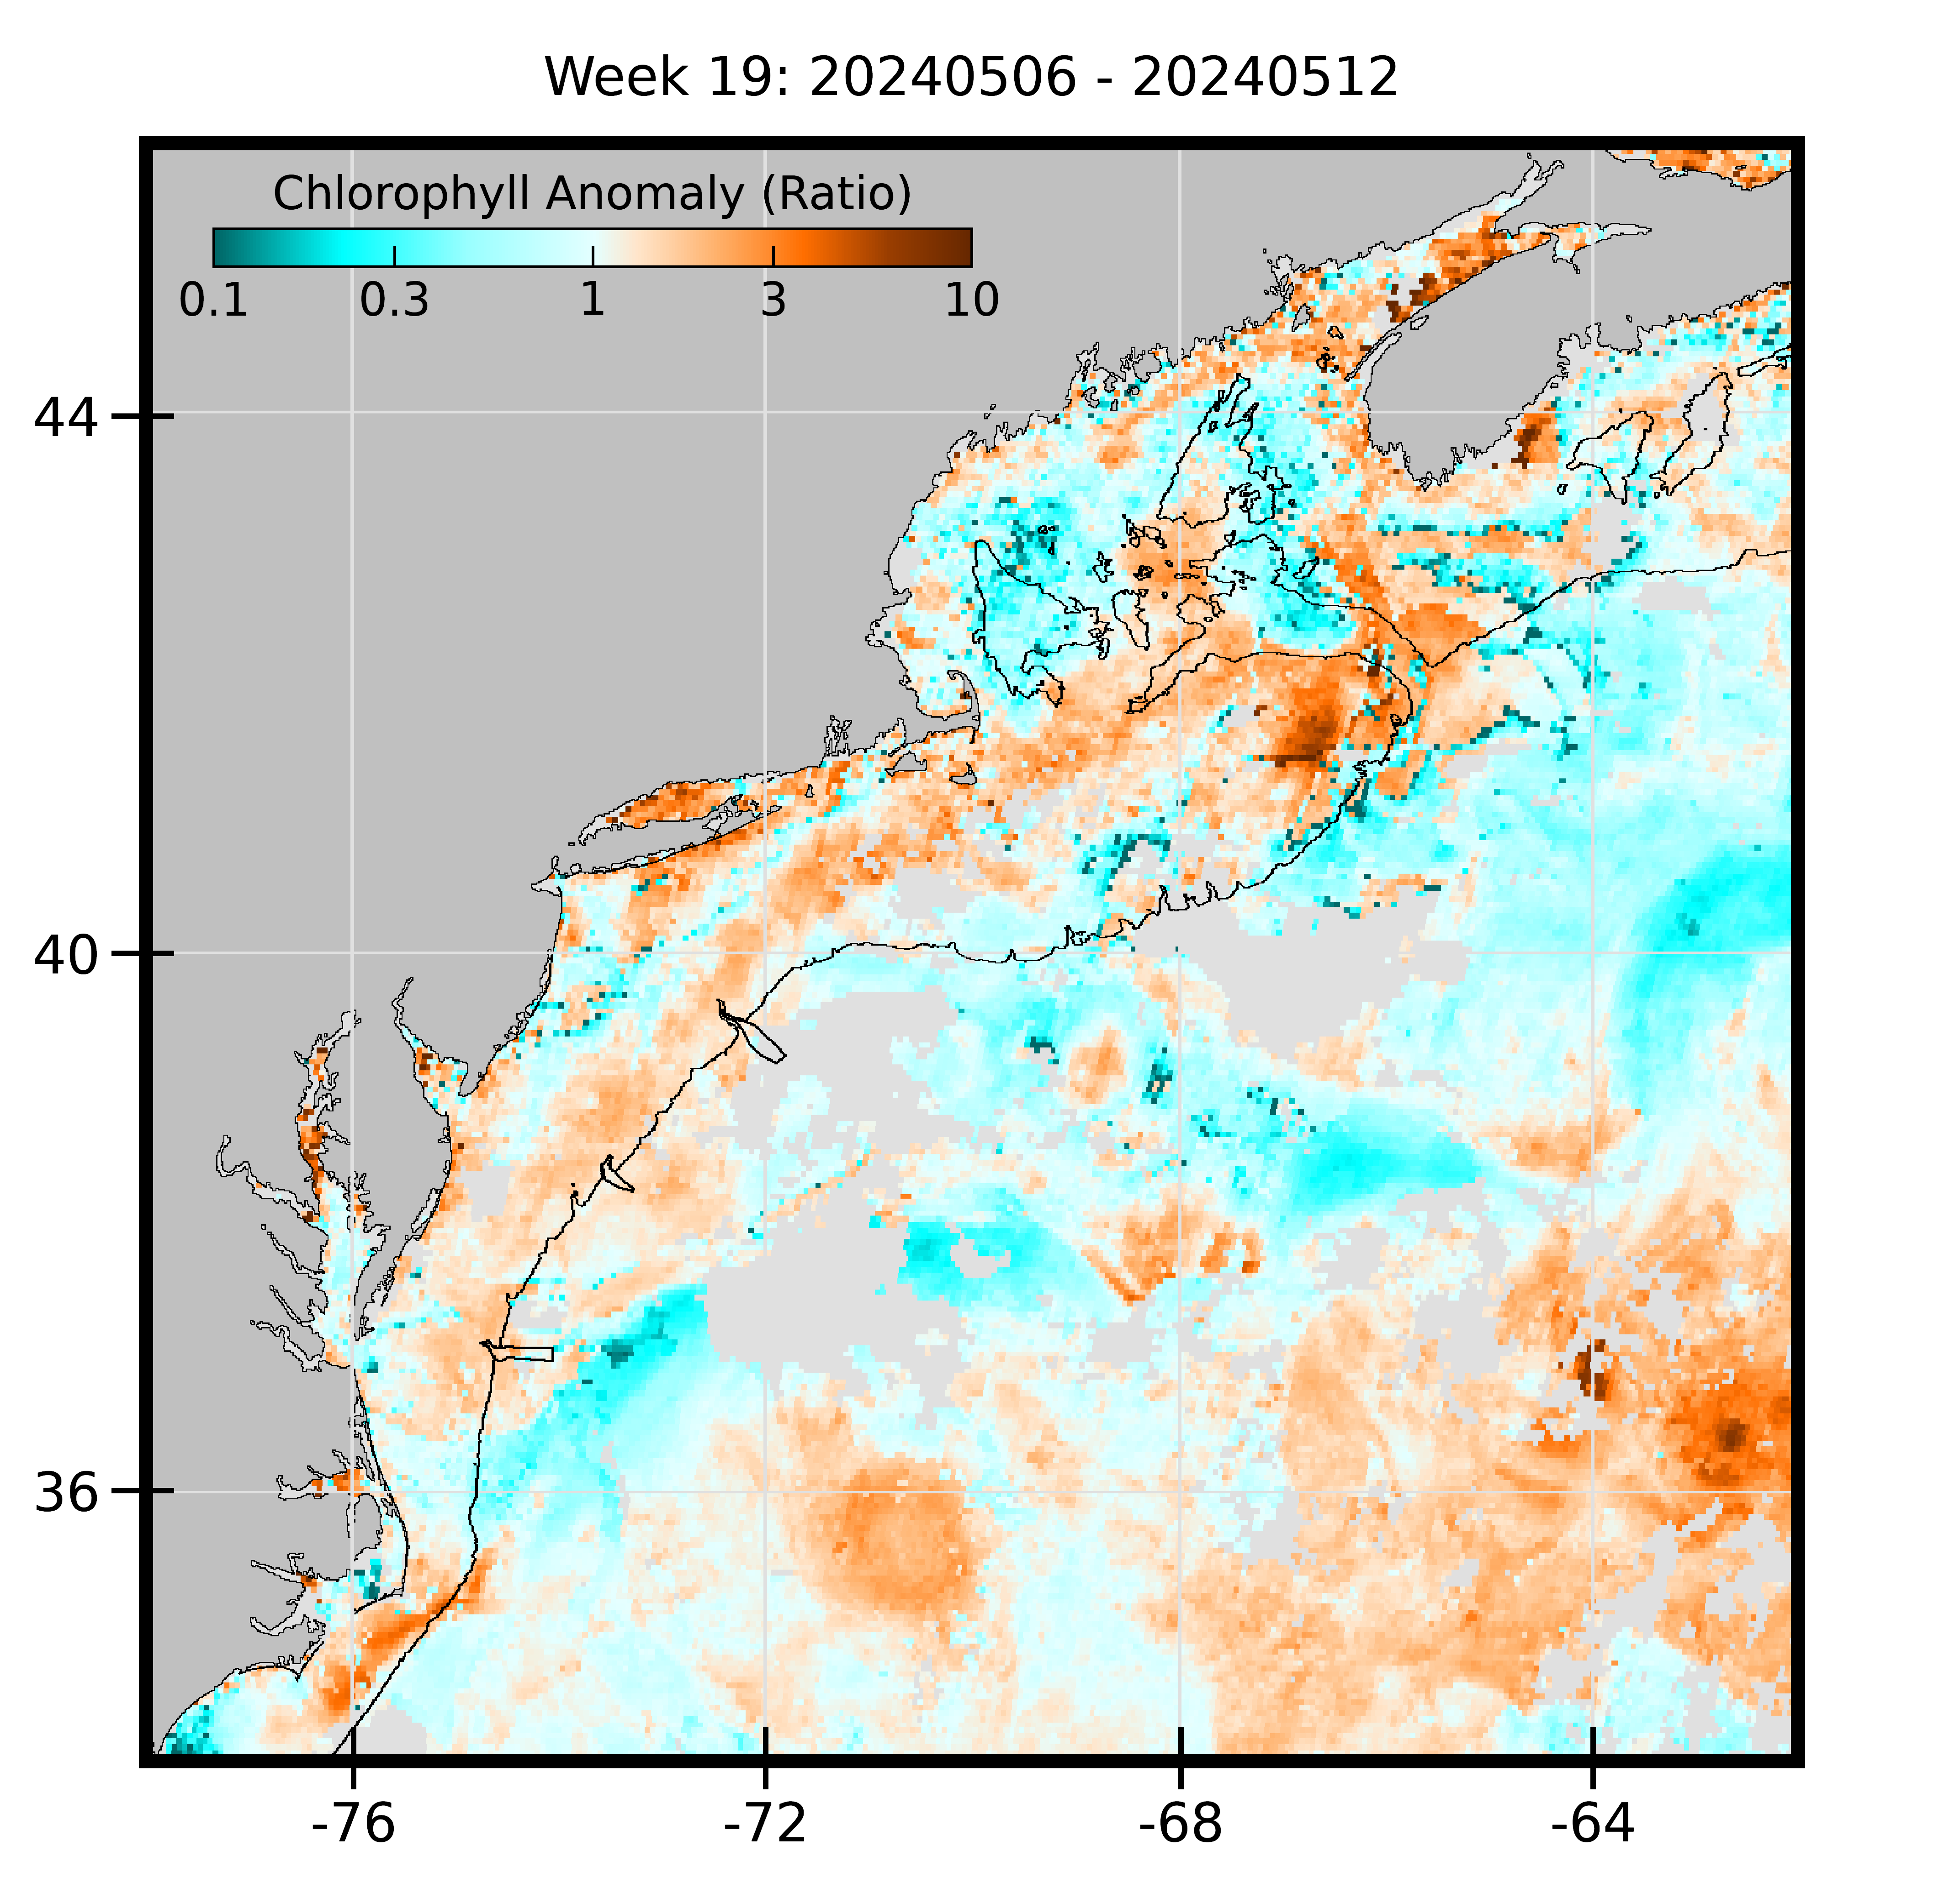 Week 19: 20240506 - 20240512
Chlorophyll Anomaly (Ratio)
0.1 0.3 1 3 10
44
40
36
-76 -72 -68 -64